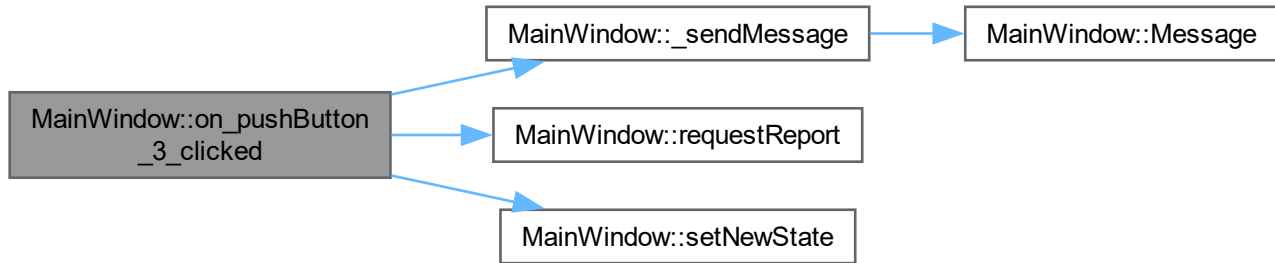 MainWindow::_sendMessage
MainWindow::Message
MainWindow::on_pushButton
_3_clicked
MainWindow::requestReport
MainWindow::setNewState